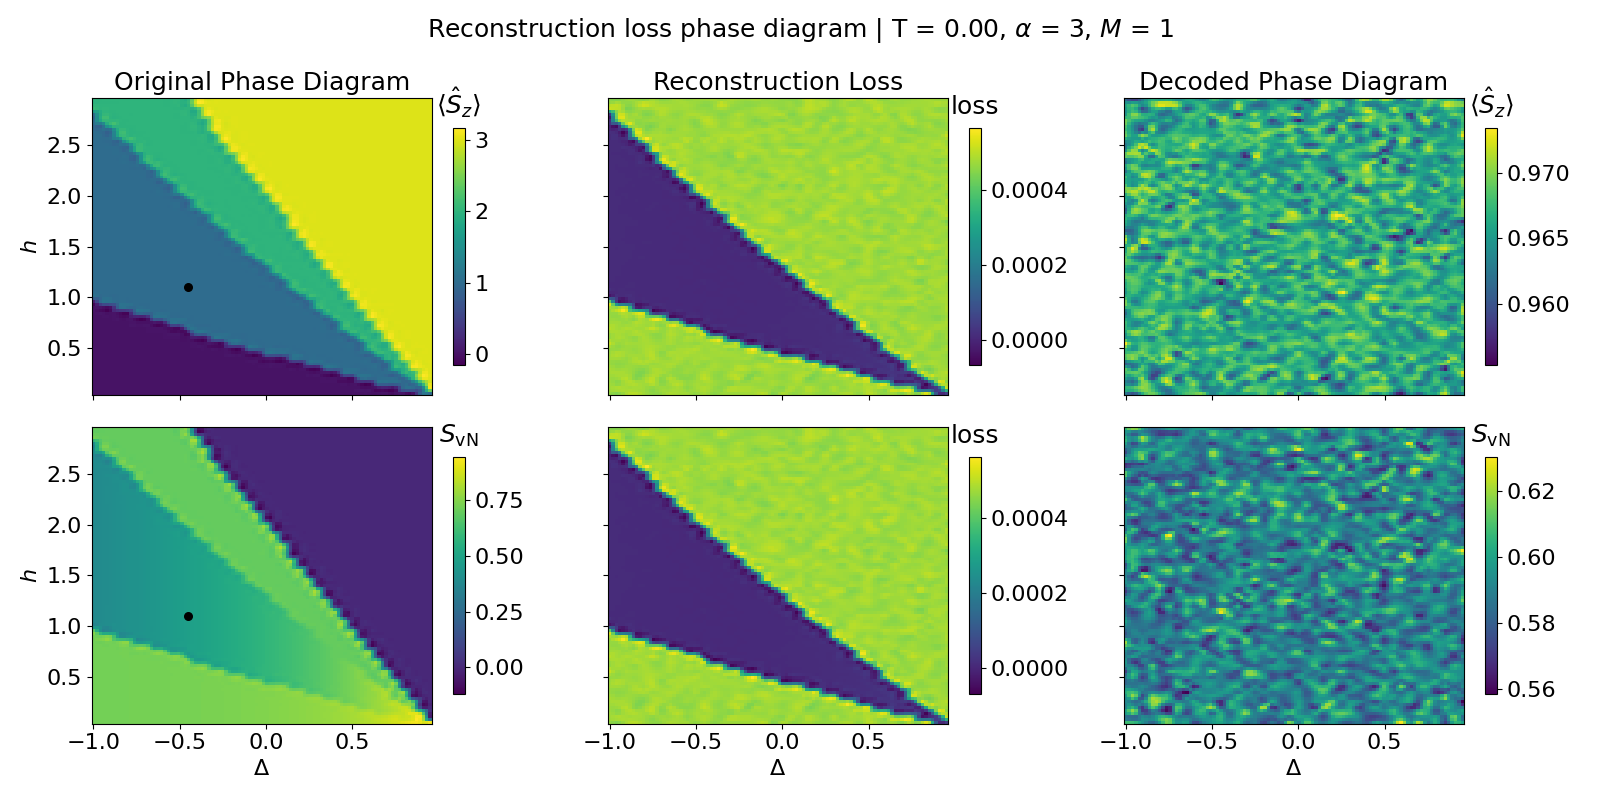 Reconstruction loss phase diagram | T = 0.00, α = 3, M = 1
Original Phase Diagram
Reconstruction Loss
Decoded Phase Diagram
⟨Ŝ_z⟩
loss
⟨Ŝ_z⟩
h
2.5
2.0
1.5
1.0
0.5
3
2
1
0
0.0004
0.0002
0.0000
0.970
0.965
0.960
S_vN
loss
S_vN
h
2.5
2.0
1.5
1.0
0.5
0.75
0.50
0.25
0.00
0.0004
0.0002
0.0000
0.62
0.60
0.58
0.56
−1.0 −0.5 0.0 0.5
−1.0 −0.5 0.0 0.5
−1.0 −0.5 0.0 0.5
Δ
Δ
Δ